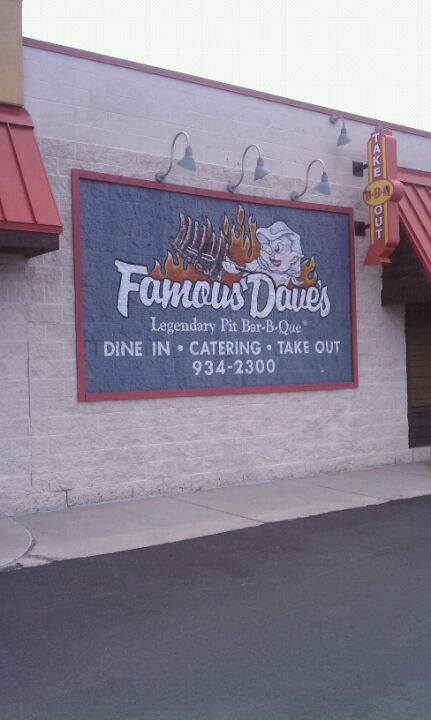 Famous Dave's
Legendary Pit Bar-B-Que
DINE IN • CATERING • TAKE OUT
934-2300
TAKE
B-B-Q
OUT